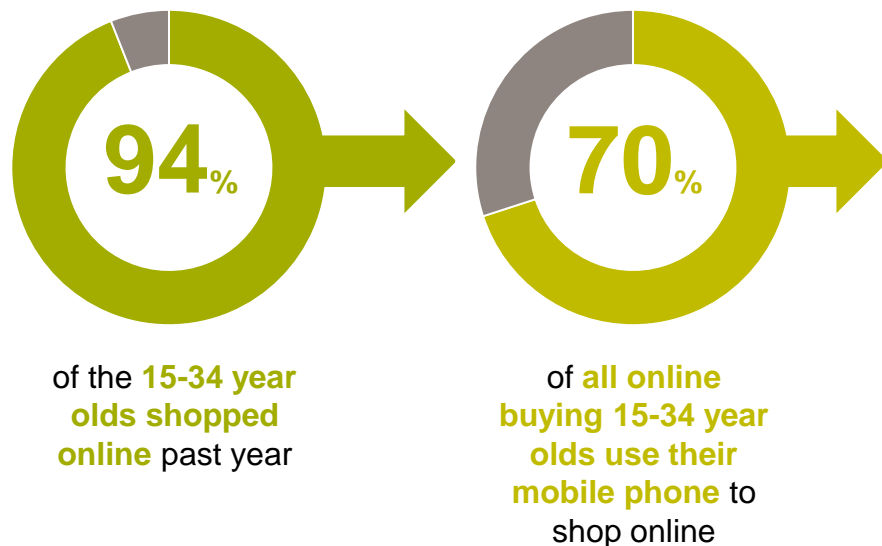 94%
of the 15-34 year
olds shopped
online past year
70%
of all online
buying 15-34 year
olds use their
mobile phone to
shop online